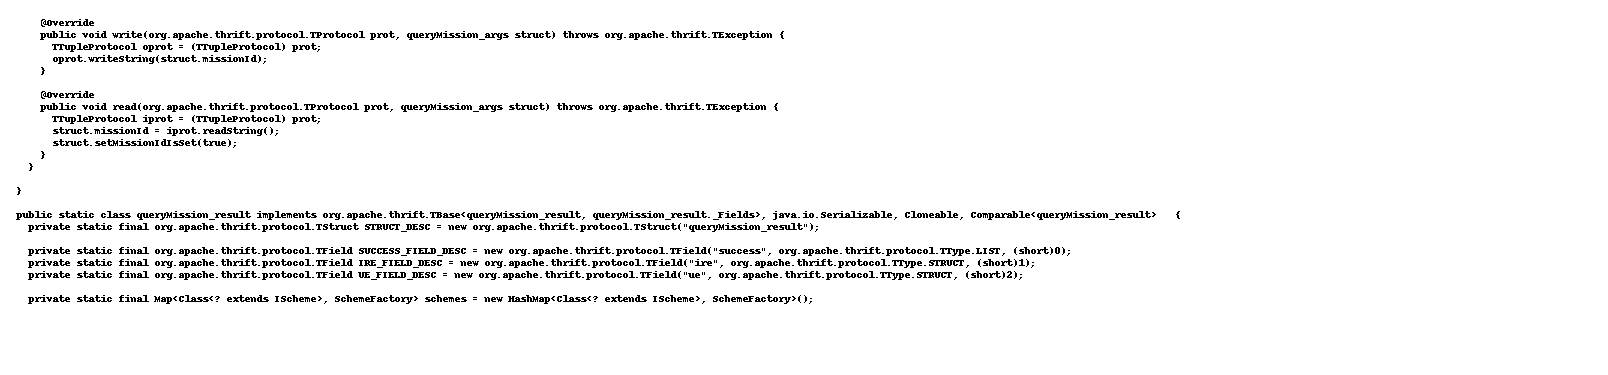 @Override
public void write(org.apache.thrift.protocol.TProtocol prot, queryMission_args struct) throws org.apache.thrift.TException {
TTupleProtocol oprot = (TTupleProtocol) prot;
oprot.writeString(struct.missionId);
}
@Override
public void read(org.apache.thrift.protocol.TProtocol prot, queryMission_args struct) throws org.apache.thrift.TException {
TTupleProtocol iprot = (TTupleProtocol) prot;
struct.missionId = iprot.readString();
struct.setMissionIdIsSet(true);
}
}
}
public static class queryMission_result implements org.apache.thrift.TBase<queryMission_result, queryMission_result._Fields>, java.io.Serializable, Cloneable, Comparable<queryMission_result>   {
private static final org.apache.thrift.protocol.TStruct STRUCT_DESC = new org.apache.thrift.protocol.TStruct("queryMission_result");
private static final org.apache.thrift.protocol.TField SUCCESS_FIELD_DESC = new org.apache.thrift.protocol.TField("success", org.apache.thrift.protocol.TType.LIST, (short)0);
private static final org.apache.thrift.protocol.TField IRE_FIELD_DESC = new org.apache.thrift.protocol.TField("ire", org.apache.thrift.protocol.TType.STRUCT, (short)1);
private static final org.apache.thrift.protocol.TField UE_FIELD_DESC = new org.apache.thrift.protocol.TField("ue", org.apache.thrift.protocol.TType.STRUCT, (short)2);
private static final Map<Class<? extends IScheme>, SchemeFactory> schemes = new HashMap<Class<? extends IScheme>, SchemeFactory>();